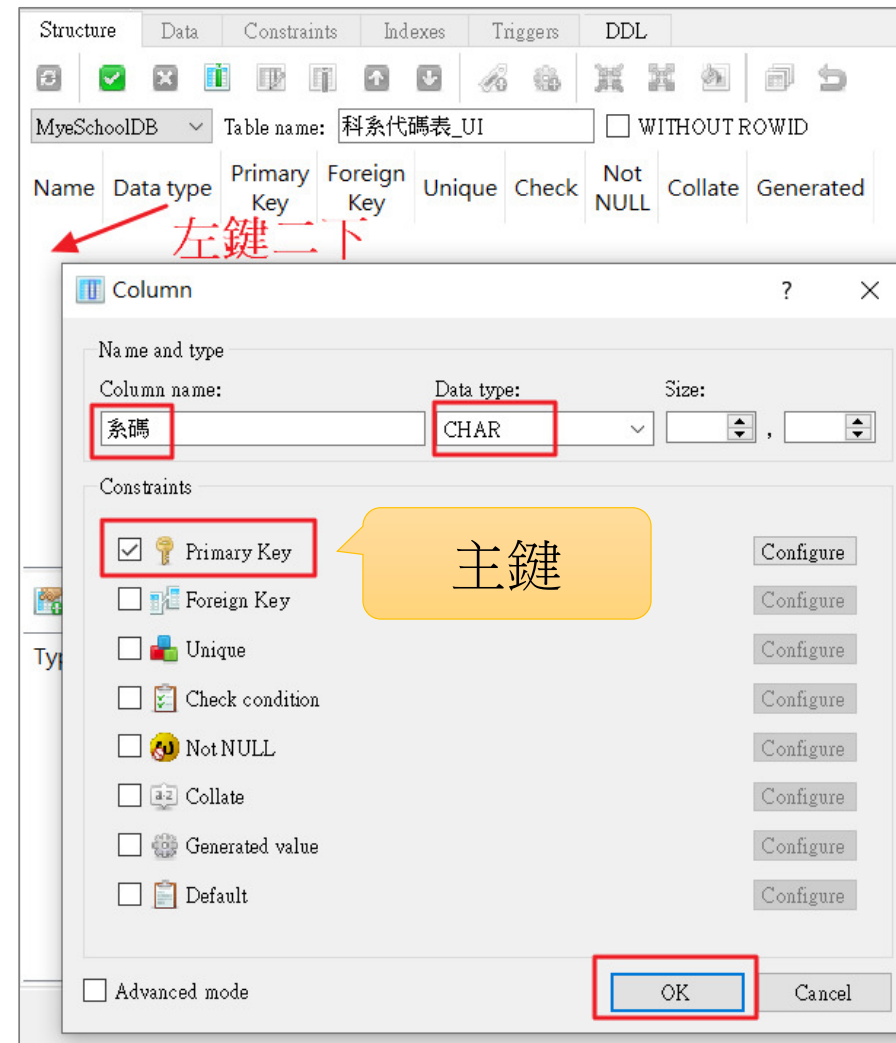 Structure Data Constraints Indexes Triggers DDL
MyeSchoolDB Table name: 科系代碼表_UI WITHOUT ROWID
Name Data type Primary Key Foreign Key Unique Check Not NULL Collate Generated
左鍵二下
Column ?
Name and type
Column name: Data type: Size:
系碼 CHAR ,
Constraints
Primary Key 主鍵 Configure
Foreign Key Configure
Unique Configure
Typ
Check condition Configure
Not NULL Configure
Collate Configure
Generated value Configure
Default Configure
Advanced mode OK Cancel